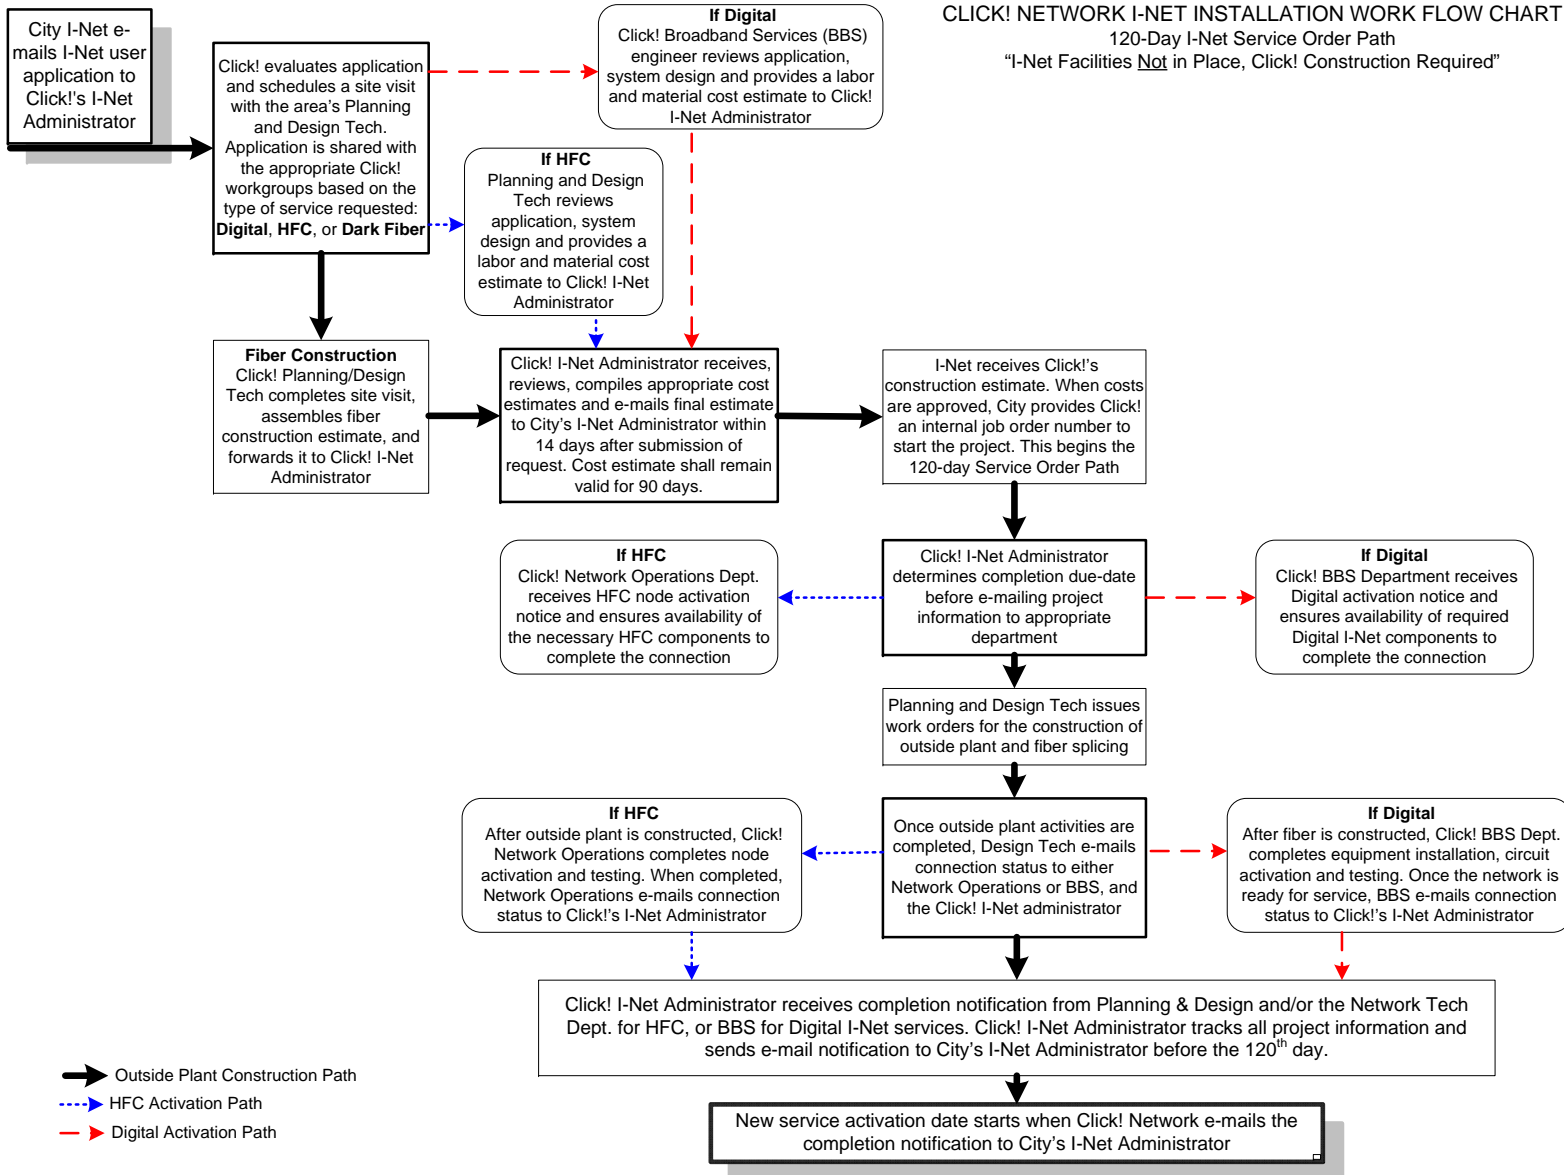 CLICK! NETWORK I-NET INSTALLATION WORK FLOW CHART
120-Day I-Net Service Order Path
“I-Net Facilities Not in Place, Click! Construction Required”
City I-Net e-
mails I-Net user
application to
Click!'s I-Net
Administrator
Click! evaluates application
and schedules a site visit
with the area’s Planning
and Design Tech.
Application is shared with
the appropriate Click!
workgroups based on the
type of service requested:
Digital, HFC, or Dark Fiber
If Digital
Click! Broadband Services (BBS)
engineer reviews application,
system design and provides a labor
and material cost estimate to Click!
I-Net Administrator
If HFC
Planning and Design
Tech reviews
application, system
design and provides a
labor and material cost
estimate to Click! I-Net
Administrator
Fiber Construction
Click! Planning/Design
Tech completes site visit,
assembles fiber
construction estimate, and
forwards it to Click! I-Net
Administrator
Click! I-Net Administrator receives,
reviews, compiles appropriate cost
estimates and e-mails final estimate
to City’s I-Net Administrator within
14 days after submission of
request. Cost estimate shall remain
valid for 90 days.
I-Net receives Click!’s
construction estimate. When costs
are approved, City provides Click!
an internal job order number to
start the project. This begins the
120-day Service Order Path
If HFC
Click! Network Operations Dept.
receives HFC node activation
notice and ensures availability of
the necessary HFC components to
complete the connection
Click! I-Net Administrator
determines completion due-date
before e-mailing project
information to appropriate
department
If Digital
Click! BBS Department receives
Digital activation notice and
ensures availability of required
Digital I-Net components to
complete the connection
Planning and Design Tech issues
work orders for the construction of
outside plant and fiber splicing
If HFC
After outside plant is constructed, Click!
Network Operations completes node
activation and testing. When completed,
Network Operations e-mails connection
status to Click!’s I-Net Administrator
Once outside plant activities are
completed, Design Tech e-mails
connection status to either
Network Operations or BBS, and
the Click! I-Net administrator
If Digital
After fiber is constructed, Click! BBS Dept.
completes equipment installation, circuit
activation and testing. Once the network is
ready for service, BBS e-mails connection
status to Click!’s I-Net Administrator
Click! I-Net Administrator receives completion notification from Planning & Design and/or the Network Tech
Dept. for HFC, or BBS for Digital I-Net services. Click! I-Net Administrator tracks all project information and
sends e-mail notification to City’s I-Net Administrator before the 120th day.
New service activation date starts when Click! Network e-mails the
completion notification to City’s I-Net Administrator
Outside Plant Construction Path
HFC Activation Path
Digital Activation Path